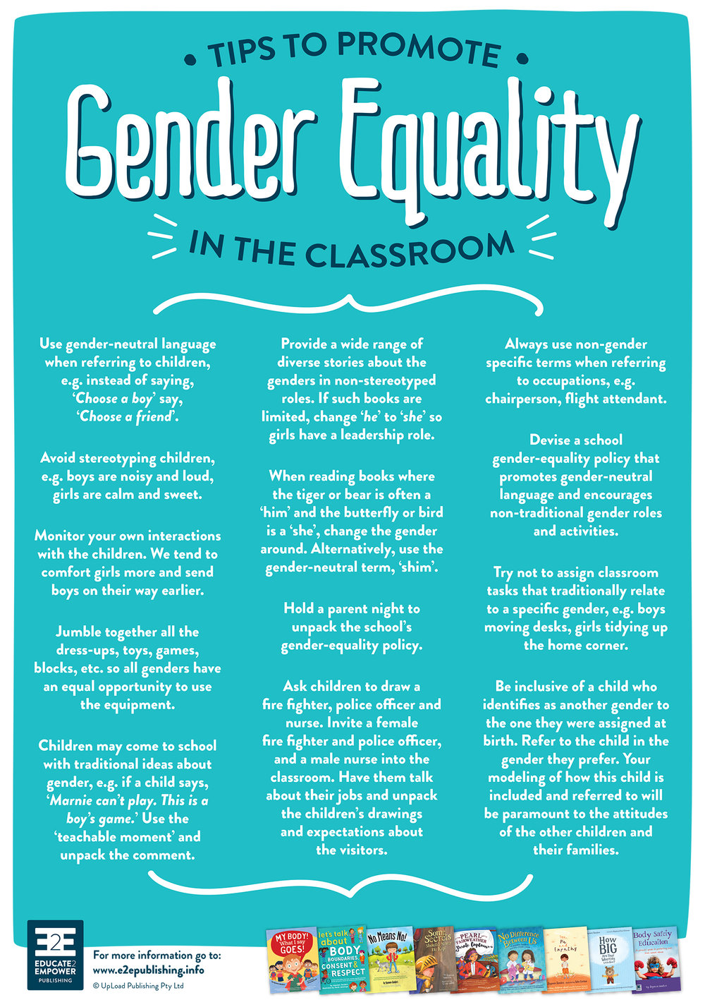 • TIPS TO PROMOTE •
Gender Equality
IN THE CLASSROOM
Use gender-neutral language
when referring to children,
e.g. instead of saying,
‘Choose a boy’ say,
‘Choose a friend’.
Avoid stereotyping children,
e.g. boys are noisy and loud,
girls are calm and sweet.
Monitor your own interactions
with the children. We tend to
comfort girls more and send
boys on their way earlier.
Jumble together all the
dress-ups, toys, games,
blocks, etc. so all genders have
an equal opportunity to use
the equipment.
Children may come to school
with traditional ideas about
gender, e.g. if a child says,
‘Marnie can’t play. This is a
boy’s game.’ Use the
‘teachable moment’ and
unpack the comment.
Provide a wide range of
diverse stories about the
genders in non-stereotyped
roles. If such books are
limited, change ‘he’ to ‘she’ so
girls have a leadership role.
When reading books where
the tiger or bear is often a
‘him’ and the butterfly or bird
is a ‘she’, change the gender
around. Alternatively, use the
gender-neutral term, ‘shim’.
Hold a parent night to
unpack the school’s
gender-equality policy.
Ask children to draw a
fire fighter, police officer and
nurse. Invite a female
fire fighter and police officer,
and a male nurse into the
classroom. Have them talk
about their jobs and unpack
the children’s drawings
and expectations about
the visitors.
Always use non-gender
specific terms when referring
to occupations, e.g.
chairperson, flight attendant.
Devise a school
gender-equality policy that
promotes gender-neutral
language and encourages
non-traditional gender roles
and activities.
Try not to assign classroom
tasks that traditionally relate
to a specific gender, e.g. boys
moving desks, girls tidying up
the home corner.
Be inclusive of a child who
identifies as another gender to
the one they were assigned at
birth. Refer to the child in the
gender they prefer. Your
modeling of how this child is
included and referred to will
be paramount to the attitudes
of the other children and
their families.
E2E
EDUCATE2
EMPOWER
PUBLISHING
For more information go to:
www.e2epublishing.info
© UpLoad Publishing Pty Ltd
MY BODY!
What I say
GOES!
let's talk
about
BODY
BOUNDARIES,
CONSENT &
RESPECT
No Means No!
Some
Secrets
Should Never
Be Kept
PEARL
FAIRWEATHER
Pirate Captain
No Difference
Between Us
Empathy
HOW
BIG
Are Your
Worries
Body Safety
Education